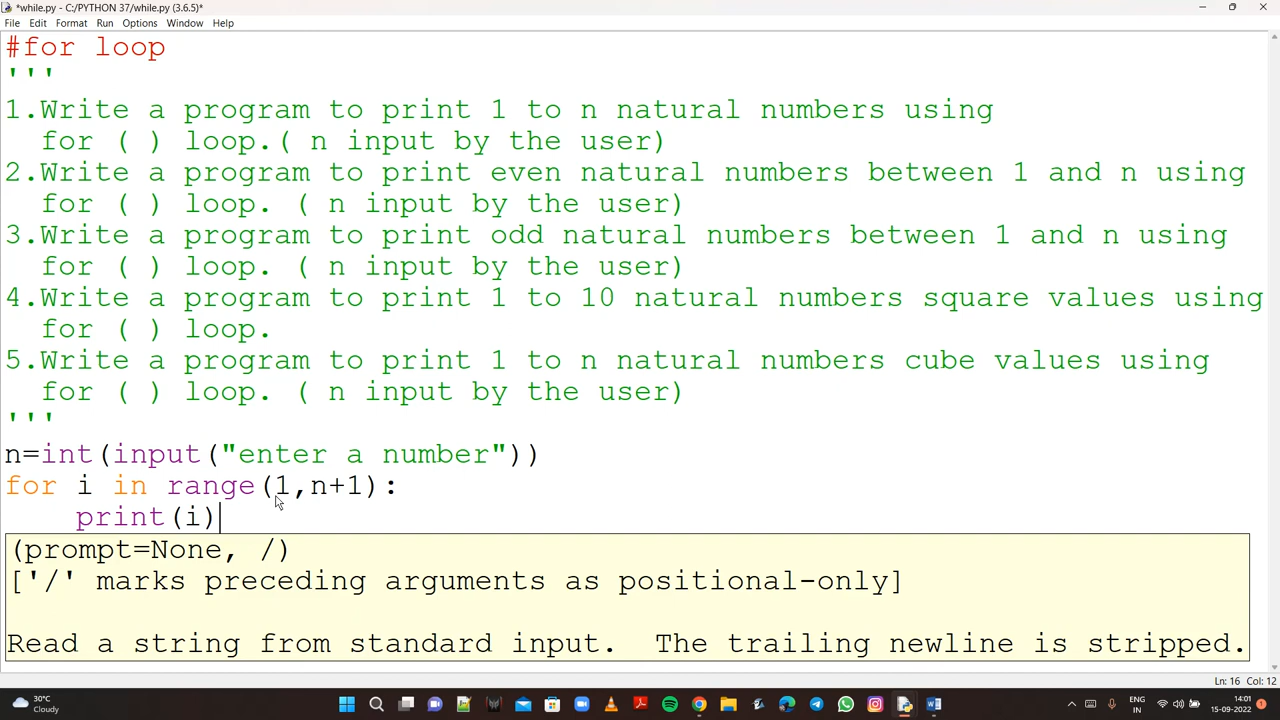 *while.py - C:/PYTHON 37/while.py (3.6.5)*
File Edit Format Run Options Window Help
#for loop
'''
1.Write a program to print 1 to n natural numbers using
for ( ) loop.( n input by the user)
2.Write a program to print even natural numbers between 1 and n using
for ( ) loop. ( n input by the user)
3.Write a program to print odd natural numbers between 1 and n using
for ( ) loop. ( n input by the user)
4.Write a program to print 1 to 10 natural numbers square values using
for ( ) loop.
5.Write a program to print 1 to n natural numbers cube values using
for ( ) loop. ( n input by the user)
'''
n=int(input("enter a number"))
for i in range(1,n+1):
print(i)
(prompt=None, /)
['/' marks preceding arguments as positional-only]
Read a string from standard input.  The trailing newline is stripped.
Ln: 16 Col: 12
30°C
Cloudy
ENG
IN
14:01
15-09-2022